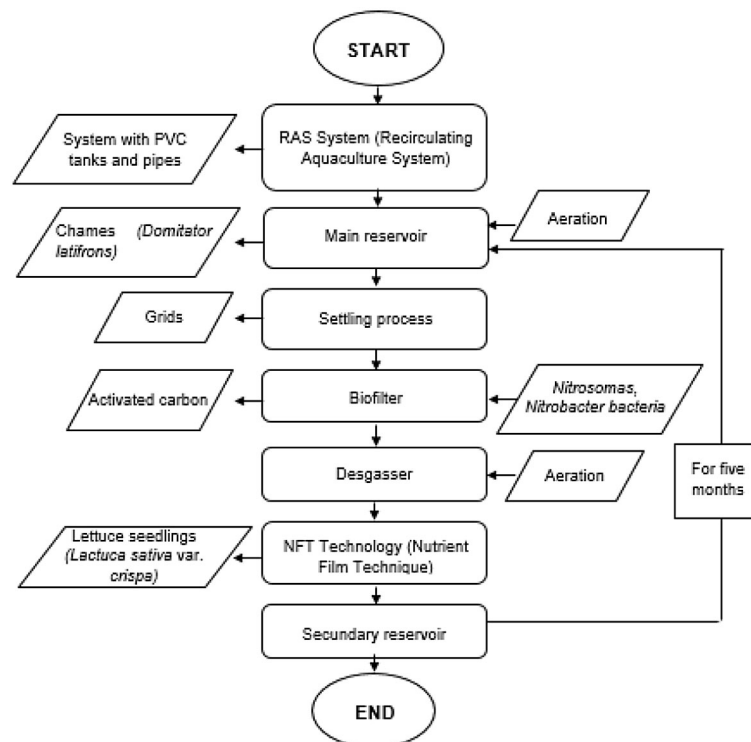 START
System with PVC
tanks and pipes
RAS System (Recirculating
Aquaculture System)
Chames (Domitator
latifrons)
Main reservoir
Aeration
Grids
Settling process
Activated carbon
Biofilter
Nitrosomas,
Nitrobacter bacteria
Desgasser
Aeration
For five
months
Lettuce seedlings
(Lactuca sativa var.
crispa)
NFT Technology (Nutrient
Film Technique)
Secundary reservoir
END